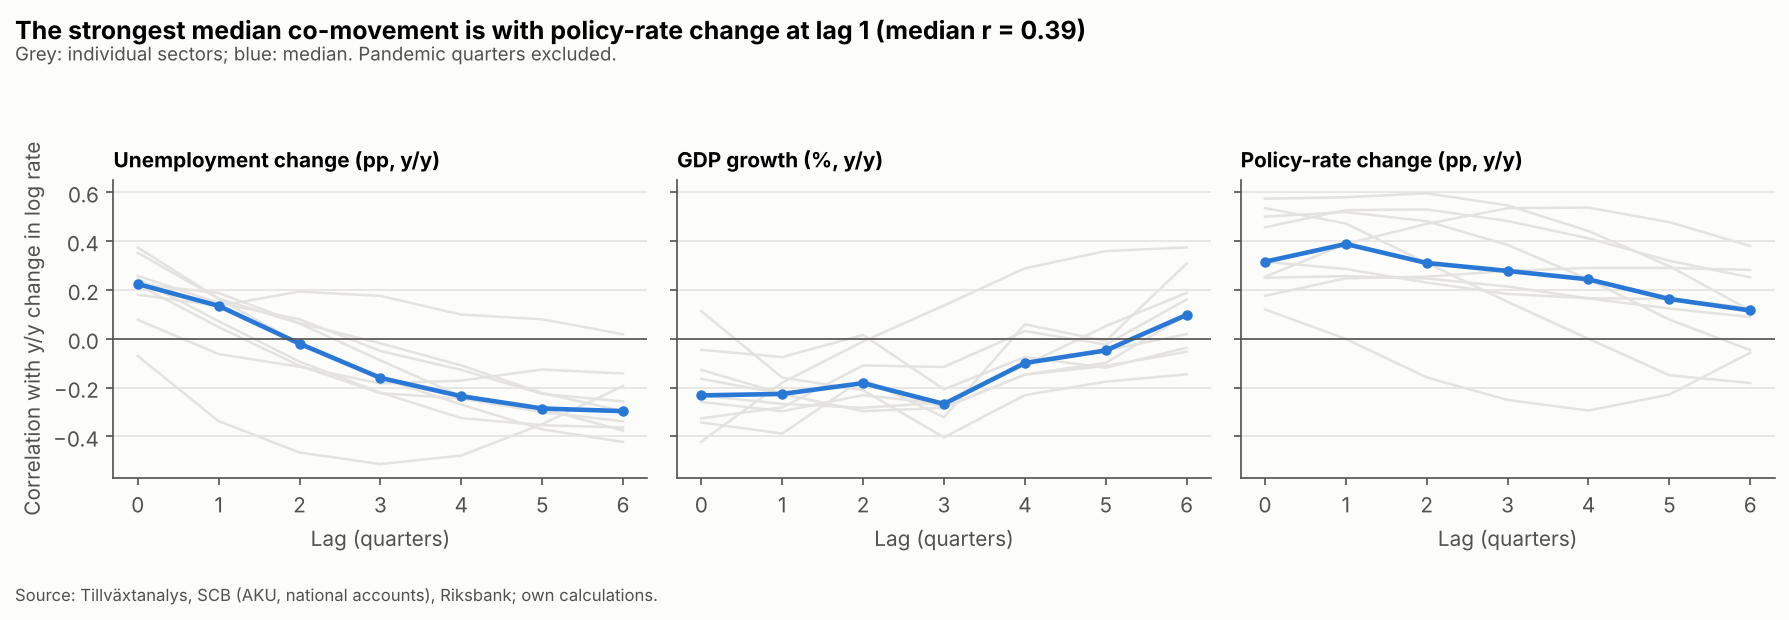 The strongest median co-movement is with policy-rate change at lag 1 (median r = 0.39)
Grey: individual sectors; blue: median. Pandemic quarters excluded.
Unemployment change (pp, y/y)
GDP growth (%, y/y)
Policy-rate change (pp, y/y)
Correlation with y/y change in log rate
0.6
0.4
0.2
0.0
−0.2
−0.4
0 1 2 3 4 5 6
0 1 2 3 4 5 6
0 1 2 3 4 5 6
Lag (quarters)
Lag (quarters)
Lag (quarters)
Source: Tillväxtanalys, SCB (AKU, national accounts), Riksbank; own calculations.